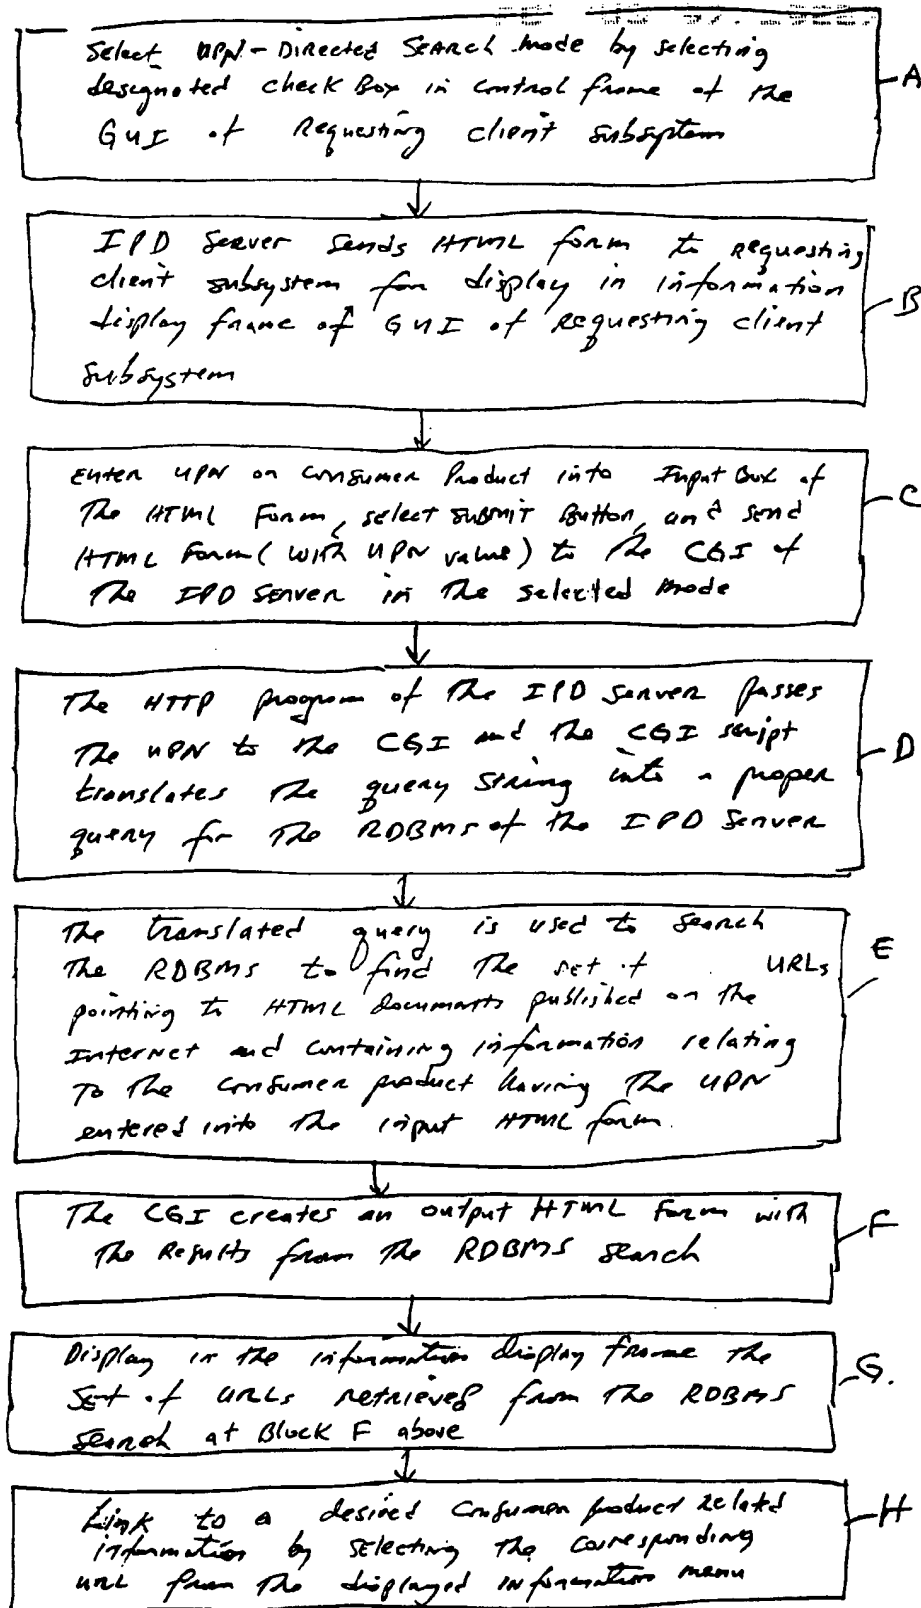 Select UPN-Directed Search mode by selecting
designated check Box in control frame of the
GUI of Requesting client subsystem
A
IPD Server sends HTML form to requesting
client subsystem for display in information
display frame of GUI of requesting client
subsystem
B
Enter UPN on Consumer Product into Input Box of
The HTML Form, select SUBMIT Button, and send
HTML Form (with UPN value) to the CGI of
The IPD Server in the selected mode
C
The HTTP program of the IPD Server passes
The UPN to the CGI and the CGI script
translates the query string into a proper
query for the RDBMS of the IPD Server
D
The translated query is used to search
the RDBMS to find the set of URLs
pointing to HTML documents published on the
Internet and containing information relating
To the consumer product having the UPN
entered into the input HTML form.
E
The CGI creates an output HTML Form with
The Results from the RDBMS search
F
Display in the information display frame the
Set of URLs retrieved from the RDBMS
Search at Block F above
G.
Link to a desired Consumer product Related
information by selecting the corresponding
URL from the displayed information menu
H